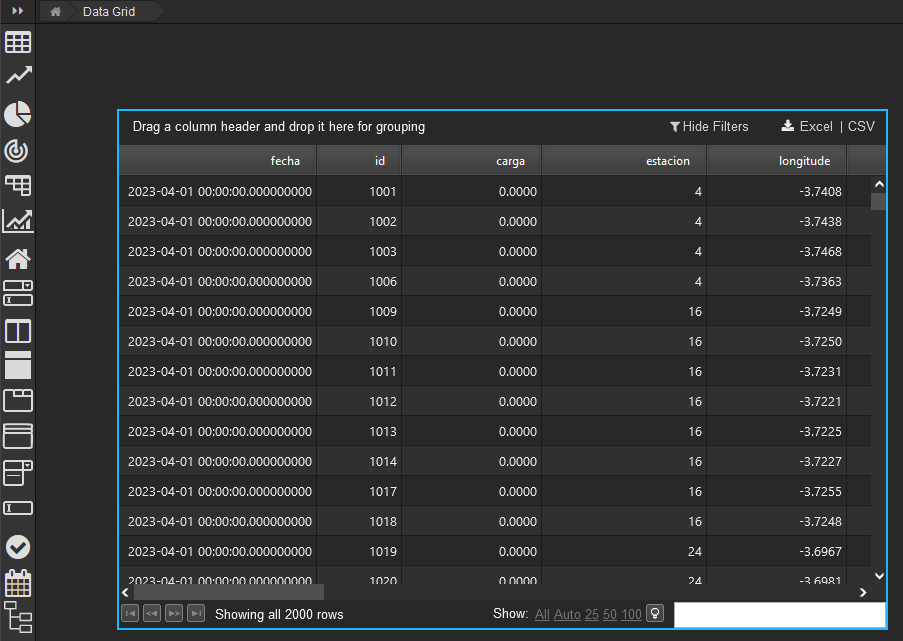 Data Grid
Drag a column header and drop it here for grouping Hide Filters Excel | CSV
fecha id carga estacion longitude
2023-04-01 00:00:00.000000000 1001 0.0000 4 -3.7408
2023-04-01 00:00:00.000000000 1002 0.0000 4 -3.7438
2023-04-01 00:00:00.000000000 1003 0.0000 4 -3.7468
2023-04-01 00:00:00.000000000 1006 0.0000 4 -3.7363
2023-04-01 00:00:00.000000000 1009 0.0000 16 -3.7249
2023-04-01 00:00:00.000000000 1010 0.0000 16 -3.7250
2023-04-01 00:00:00.000000000 1011 0.0000 16 -3.7231
2023-04-01 00:00:00.000000000 1012 0.0000 16 -3.7221
2023-04-01 00:00:00.000000000 1013 0.0000 16 -3.7225
2023-04-01 00:00:00.000000000 1014 0.0000 16 -3.7227
2023-04-01 00:00:00.000000000 1017 0.0000 16 -3.7255
2023-04-01 00:00:00.000000000 1018 0.0000 16 -3.7248
2023-04-01 00:00:00.000000000 1019 0.0000 24 -3.6967
2023-04-01 00:00:00.000000000 1020 0.0000 24 -3.6981
Showing all 2000 rows Show: All Auto 25 50 100